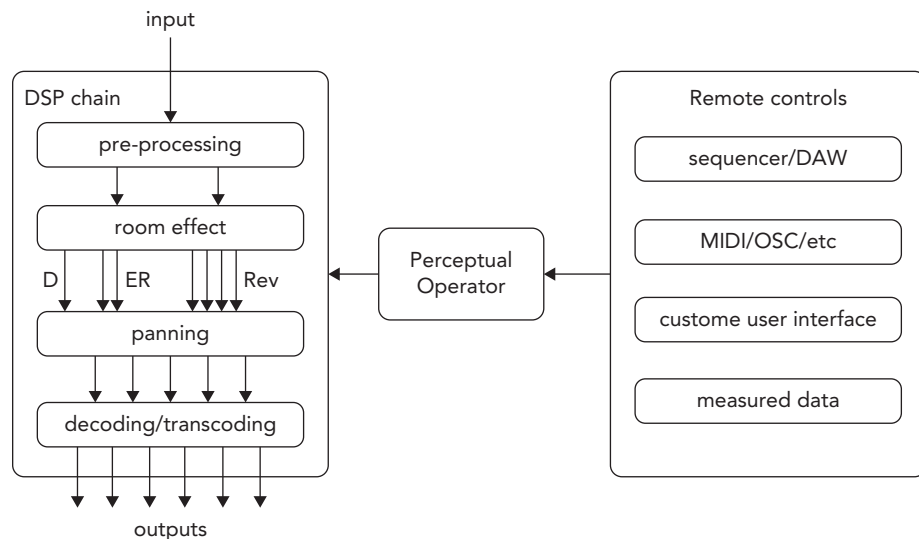 input
DSP chain
pre-processing
room effect
D
ER
Rev
panning
decoding/transcoding
outputs
Perceptual
Operator
Remote controls
sequencer/DAW
MIDI/OSC/etc
custome user interface
measured data